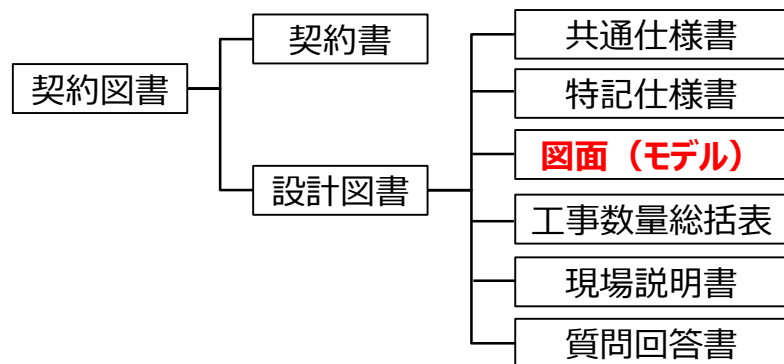 契約図書
契約書
設計図書
共通仕様書
特記仕様書
図面（モデル）
工事数量総括表
現場説明書
質問回答書